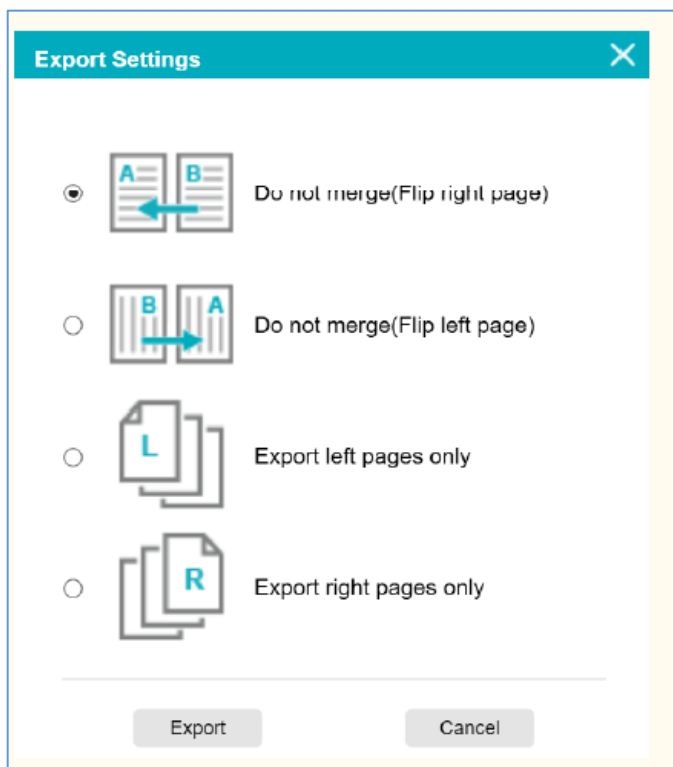 Export Settings
A B
Do not merge(Flip right page)
B A
Do not merge(Flip left page)
L
Export left pages only
R
Export right pages only
Export Cancel